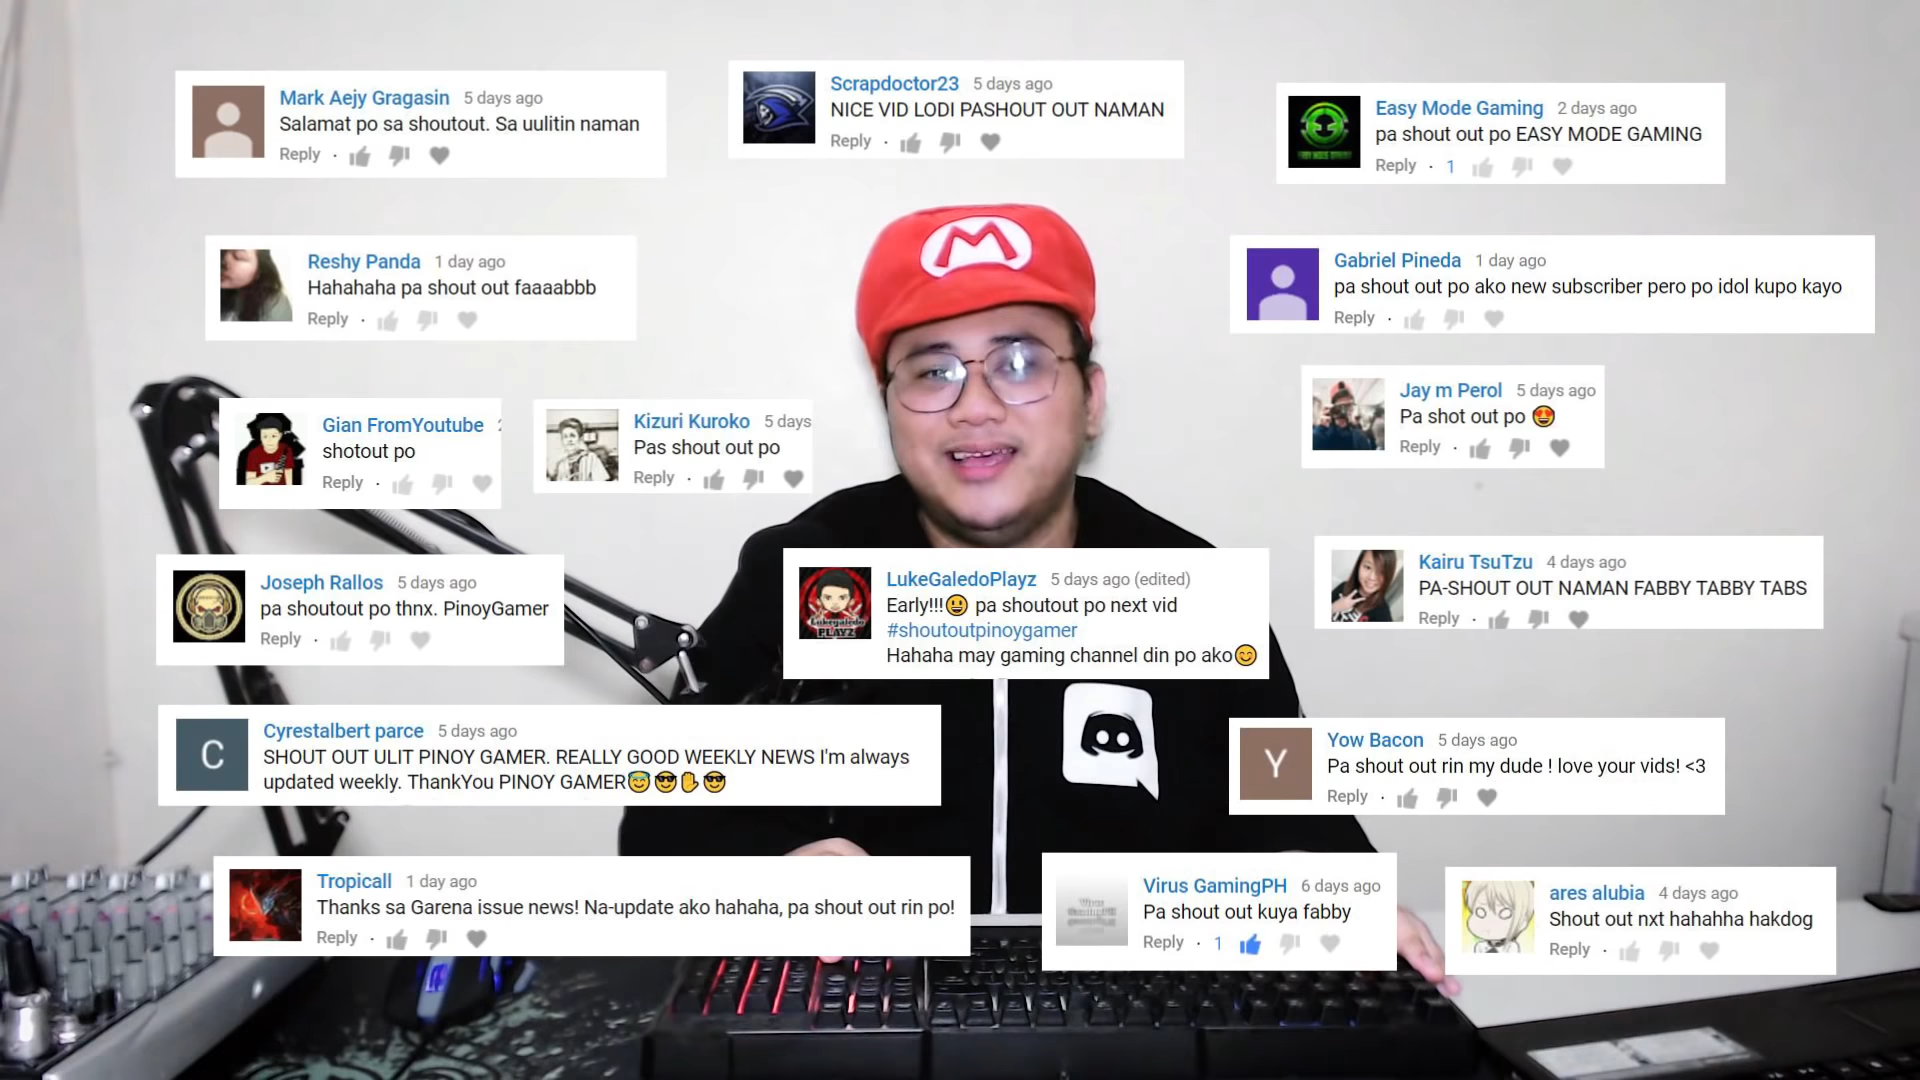 Mark Aejy Gragasin 5 days ago
Salamat po sa shoutout. Sa uulitin naman
Reply
Scrapdoctor23 5 days ago
NICE VID LODI PASHOUT OUT NAMAN
Reply
Easy Mode Gaming 2 days ago
pa shout out po EASY MODE GAMING
Reply · 1
M
Reshy Panda 1 day ago
Hahahaha pa shout out faaaabbb
Reply
Gabriel Pineda 1 day ago
pa shout out po ako new subscriber pero po idol kupo kayo
Reply
Gian FromYoutube
shotout po
Reply
Kizuri Kuroko 5 days
Pas shout out po
Reply
Jay m Perol 5 days ago
Pa shot out po 😍
Reply
Joseph Rallos 5 days ago
pa shoutout po thnx. PinoyGamer
Reply
Lukegaledo
PLAYZ
LukeGaledoPlayz 5 days ago (edited)
Early!!!😃 pa shoutout po next vid
#shoutoutpinoygamer
Hahaha may gaming channel din po ako😊
Kairu TsuTzu 4 days ago
PA-SHOUT OUT NAMAN FABBY TABBY TABS
Reply
C
Cyrestalbert parce 5 days ago
SHOUT OUT ULIT PINOY GAMER. REALLY GOOD WEEKLY NEWS I'm always
updated weekly. ThankYou PINOY GAMER😇😎✋😎
Y
Yow Bacon 5 days ago
Pa shout out rin my dude ! love your vids! <3
Reply
Tropicall 1 day ago
Thanks sa Garena issue news! Na-update ako hahaha, pa shout out rin po!
Reply
Virus GamingPH 6 days ago
Pa shout out kuya fabby
Reply · 1
ares alubia 4 days ago
Shout out nxt hahahha hakdog
Reply